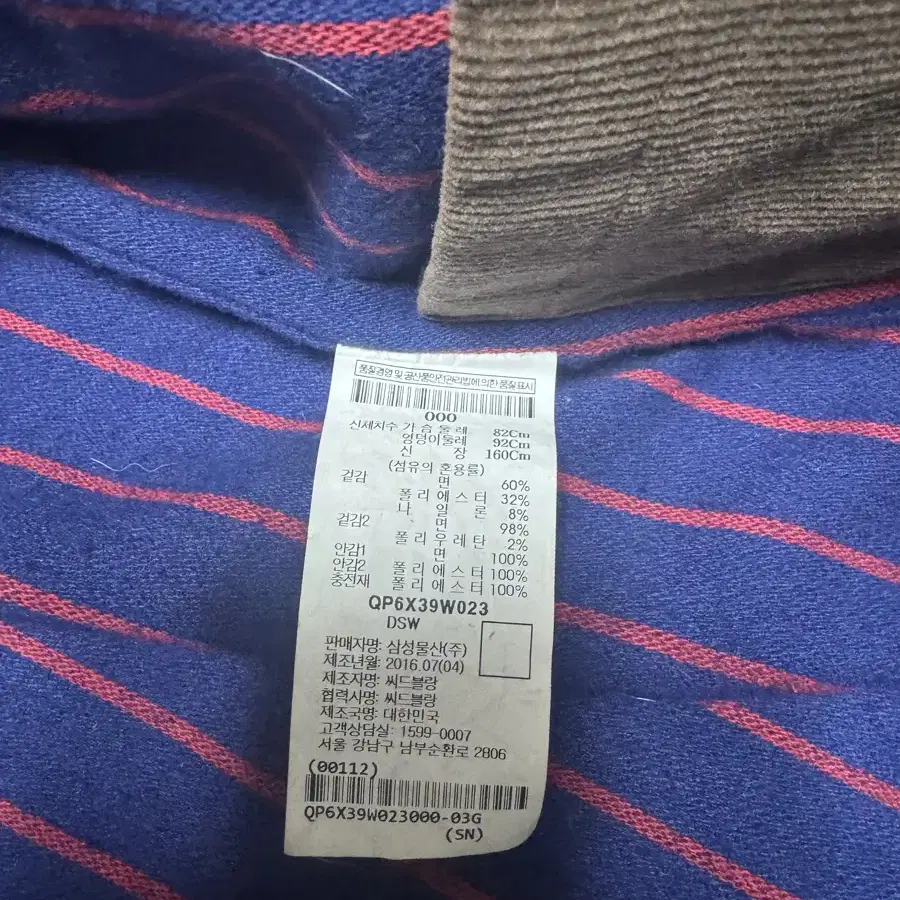 품질경영 및 공산품안전관리법에 의한 품질표시
000
신체치수 가 슴 둘 레 82Cm
엉덩이둘레 92Cm
신 장 160Cm
(섬유의 혼용률)
겉감 면 60%
폴 리 에 스 터 32%
나 일 론 8%
겉감2 면 98%
폴 리 우 레 탄 2%
안감1 면 100%
안감2 폴 리 에 스 터 100%
충전재 폴 리 에 스 터 100%
QP6X39W023
DSW
판매자명: 삼성물산(주)
제조년월: 2016.07(04)
제조자명: 씨드블랑
협력사명: 씨드블랑
제조국명: 대한민국
고객상담실: 1599-0007
서울 강남구 남부순환로 2806
(00112)
QP6X39W023000-03G
(SN)